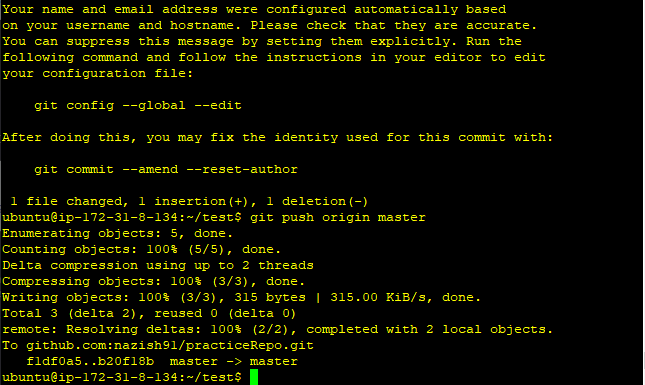 Your name and email address were configured automatically based
on your username and hostname. Please check that they are accurate.
You can suppress this message by setting them explicitly. Run the
following command and follow the instructions in your editor to edit
your configuration file:
git config --global --edit
After doing this, you may fix the identity used for this commit with:
git commit --amend --reset-author
1 file changed, 1 insertion(+), 1 deletion(-)
ubuntu@ip-172-31-8-134:~/test$ git push origin master
Enumerating objects: 5, done.
Counting objects: 100% (5/5), done.
Delta compression using up to 2 threads
Compressing objects: 100% (3/3), done.
Writing objects: 100% (3/3), 315 bytes | 315.00 KiB/s, done.
Total 3 (delta 2), reused 0 (delta 0)
remote: Resolving deltas: 100% (2/2), completed with 2 local objects.
To github.com:nazish91/practiceRepo.git
f1df0a5..b20f18b  master -> master
ubuntu@ip-172-31-8-134:~/test$